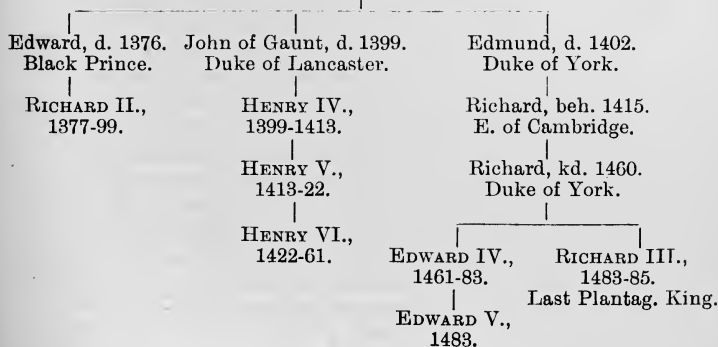 Edward, d. 1376. John of Gaunt, d. 1399. Edmund, d. 1402.
Black Prince. Duke of Lancaster. Duke of York.
RICHARD II., HENRY IV., Richard, beh. 1415.
1377-99. 1399-1413. E. of Cambridge.
HENRY V., Richard, kd. 1460.
1413-22. Duke of York.
HENRY VI.,
1422-61. EDWARD IV., RICHARD III.,
1461-83. 1483-85.
Last Plantag. King.
EDWARD V.,
1483.